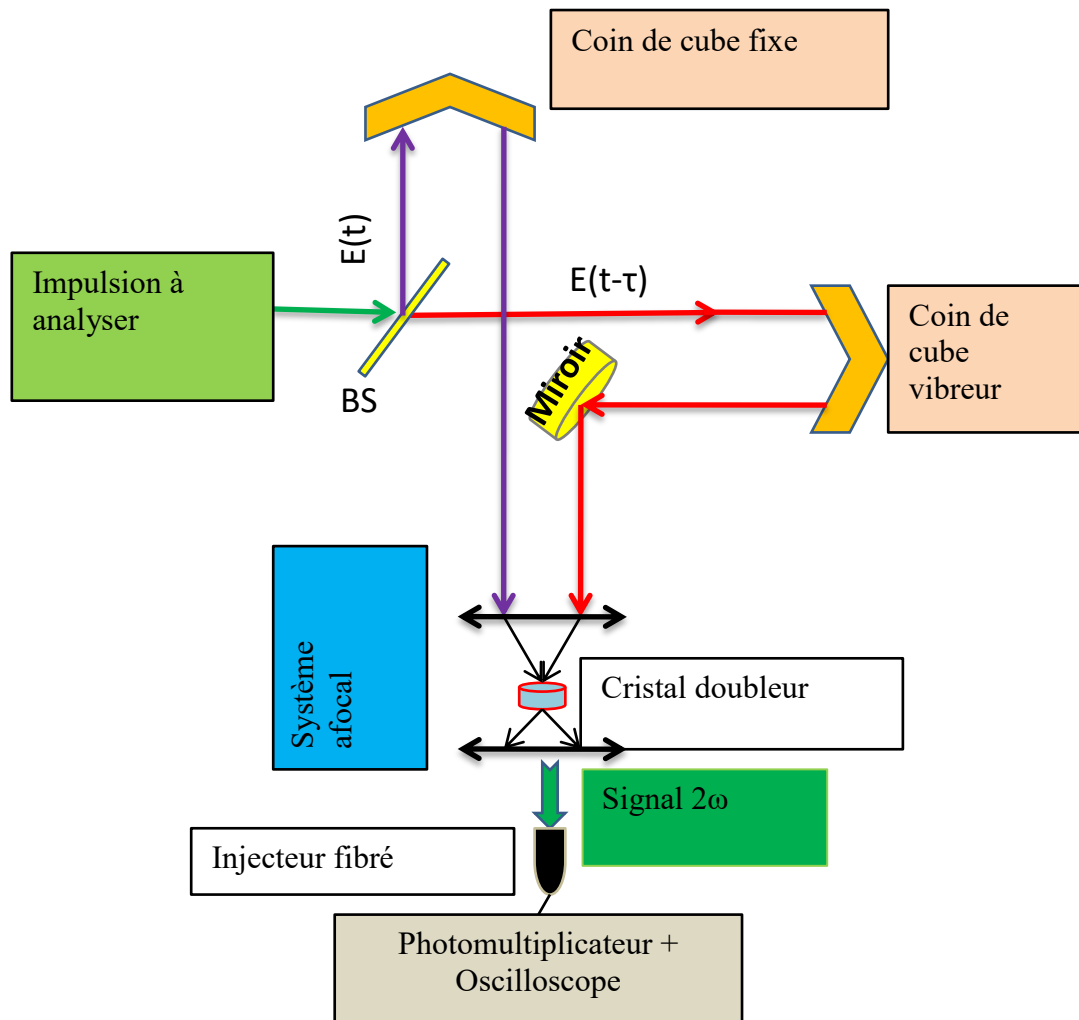 Coin de cube fixe
E(t)
Impulsion à
analyser
E(t-τ)
Coin de
cube
vibreur
Miroir
BS
Système
afocal
Cristal doubleur
Signal 2ω
Injecteur fibré
Photomultiplicateur +
Oscilloscope